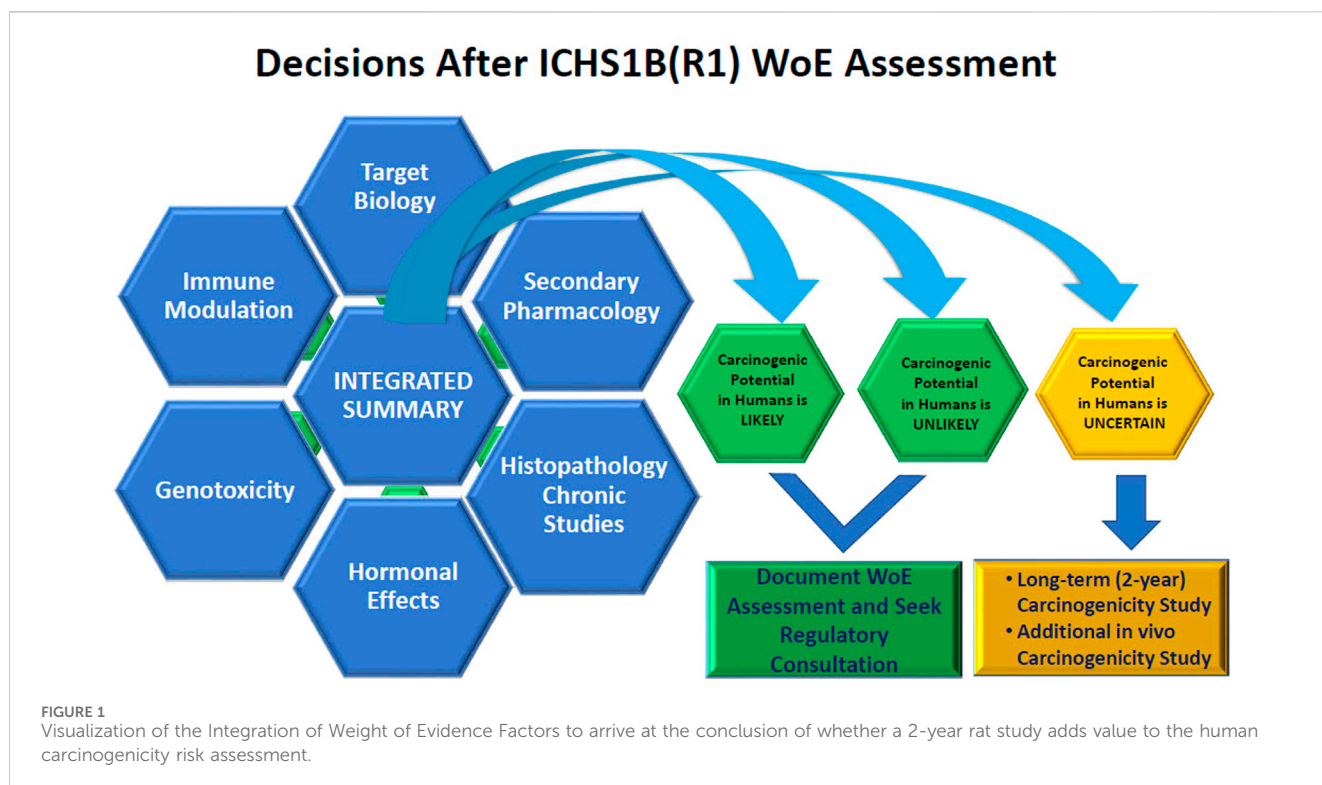 Decisions After ICHS1B(R1) WoE Assessment
Target
Biology
Immune
Modulation
Secondary
Pharmacology
INTEGRATED
SUMMARY
Genotoxicity
Histopathology
Chronic
Studies
Hormonal
Effects
Carcinogenic
Potential
in Humans is
LIKELY
Carcinogenic
Potential
in Humans is
UNLIKELY
Carcinogenic
Potential
in Humans is
UNCERTAIN
Document WoE
Assessment and Seek
Regulatory
Consultation
• Long-term (2-year)
Carcinogenicity Study
• Additional in vivo
Carcinogenicity Study
FIGURE 1
Visualization of the Integration of Weight of Evidence Factors to arrive at the conclusion of whether a 2-year rat study adds value to the human
carcinogenicity risk assessment.